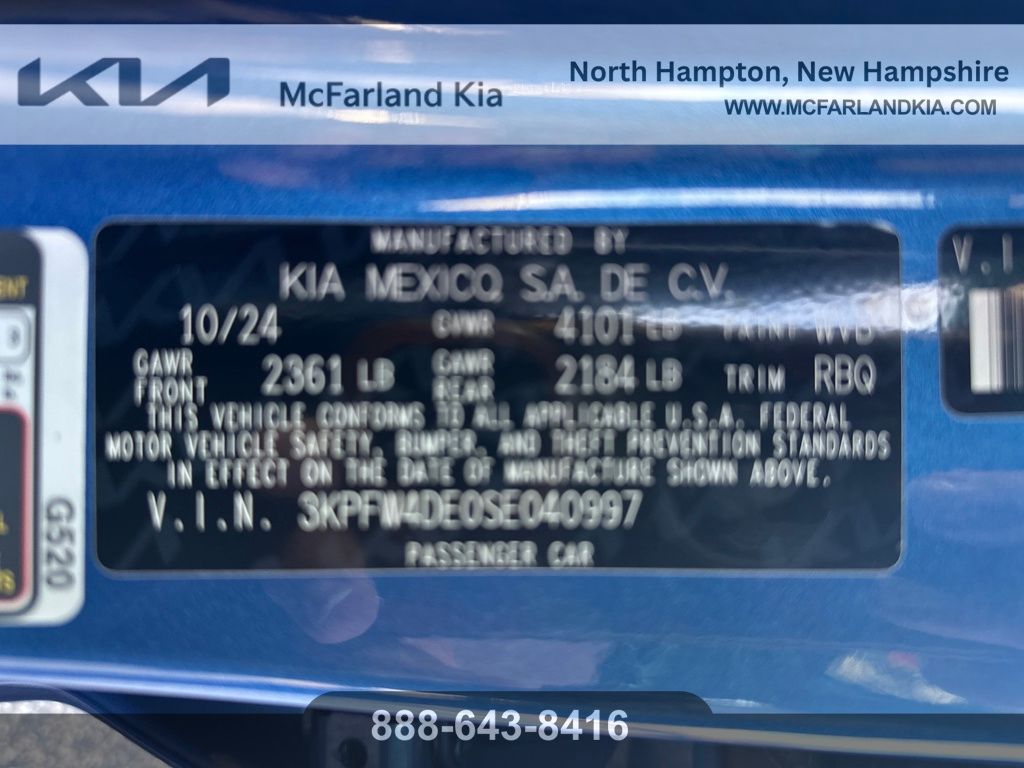 KIA
McFarland Kia
North Hampton, New Hampshire
WWW.MCFARLANDKIA.COM
MANUFACTURED BY
KIA MEXICO, S.A. DE C.V.
10/24 GVWR 4101 LB PAINT
GAWR FRONT 2361 LB GAWR REAR 2184 LB TRIM RBQ
THIS VEHICLE CONFORMS TO ALL APPLICABLE U.S.A. FEDERAL
MOTOR VEHICLE SAFETY, BUMPER, AND THEFT PREVENTION STANDARDS
IN EFFECT ON THE DATE OF MANUFACTURE SHOWN ABOVE.
V.I.N. 3KPFW4DE0SE040997
PASSENGER CAR
G520
V.I
888-643-8416